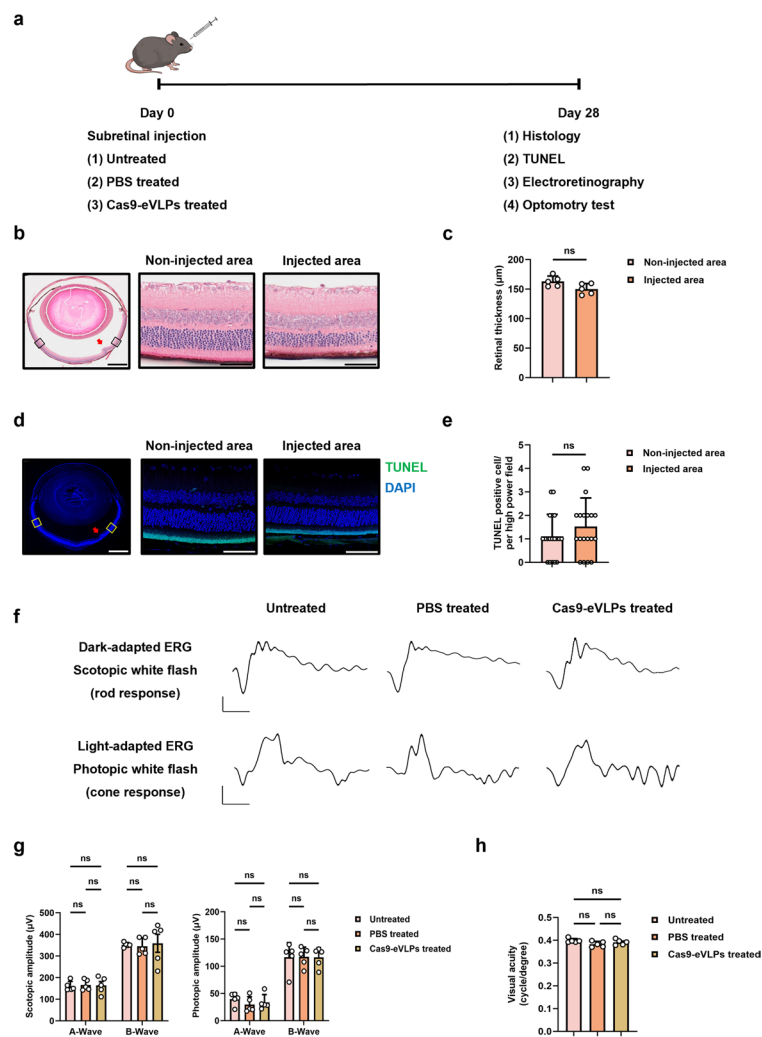 a
Day 0
Day 28
Subretinal injection
(1) Untreated
(2) PBS treated
(3) Cas9-eVLPs treated
(1) Histology
(2) TUNEL
(3) Electroretinography
(4) Optomotry test
b
Non-injected area
Injected area
c
ns
Retinal thickness (µm)
200
150
100
50
0
Non-injected area
Injected area
d
Non-injected area
Injected area
TUNEL
DAPI
e
ns
TUNEL positive cell/
per high power field
5
4
3
2
1
0
Non-injected area
Injected area
f
Untreated
PBS treated
Cas9-eVLPs treated
Dark-adapted ERG
Scotopic white flash
(rod response)
Light-adapted ERG
Photopic white flash
(cone response)
g
ns
ns
ns
ns
ns
ns
Scotopic amplitude (µV)
500
400
300
200
100
0
A-Wave
B-Wave
ns
ns
ns
ns
ns
ns
Photopic amplitude (µV)
200
150
100
50
0
A-Wave
B-Wave
Untreated
PBS treated
Cas9-eVLPs treated
h
ns
ns
ns
Visual acuity
(cycle/degree)
0.5
0.4
0.3
0.2
0.1
0.0
Untreated
PBS treated
Cas9-eVLPs treated